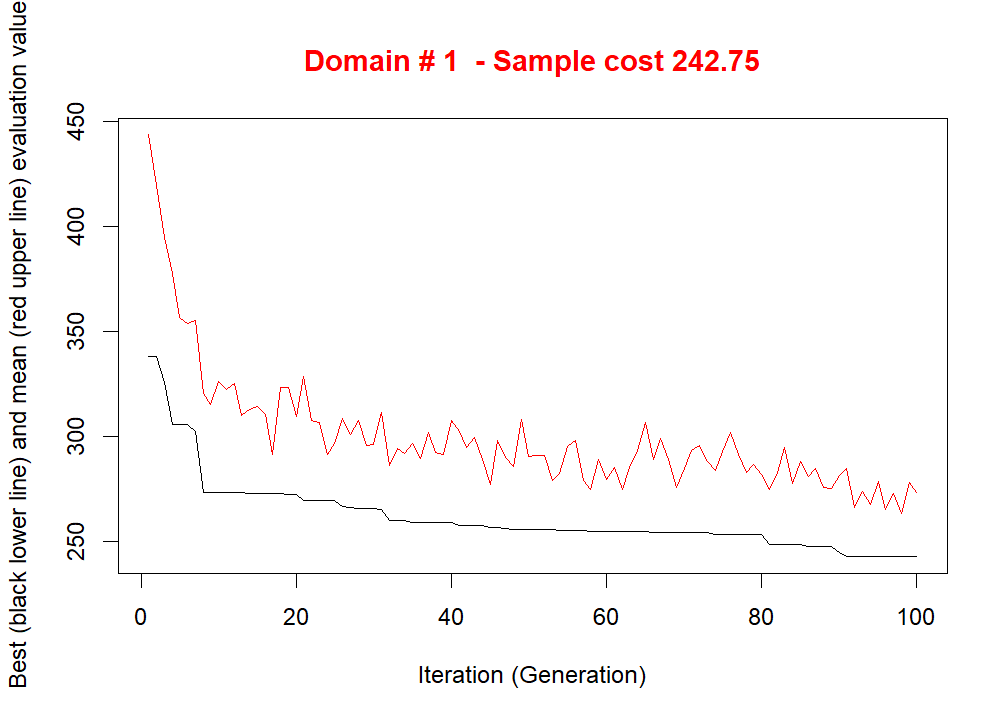 Domain # 1  - Sample cost 242.75
Best (black lower line) and mean (red upper line) evaluation value
450
400
350
300
250
0 20 40 60 80 100
Iteration (Generation)